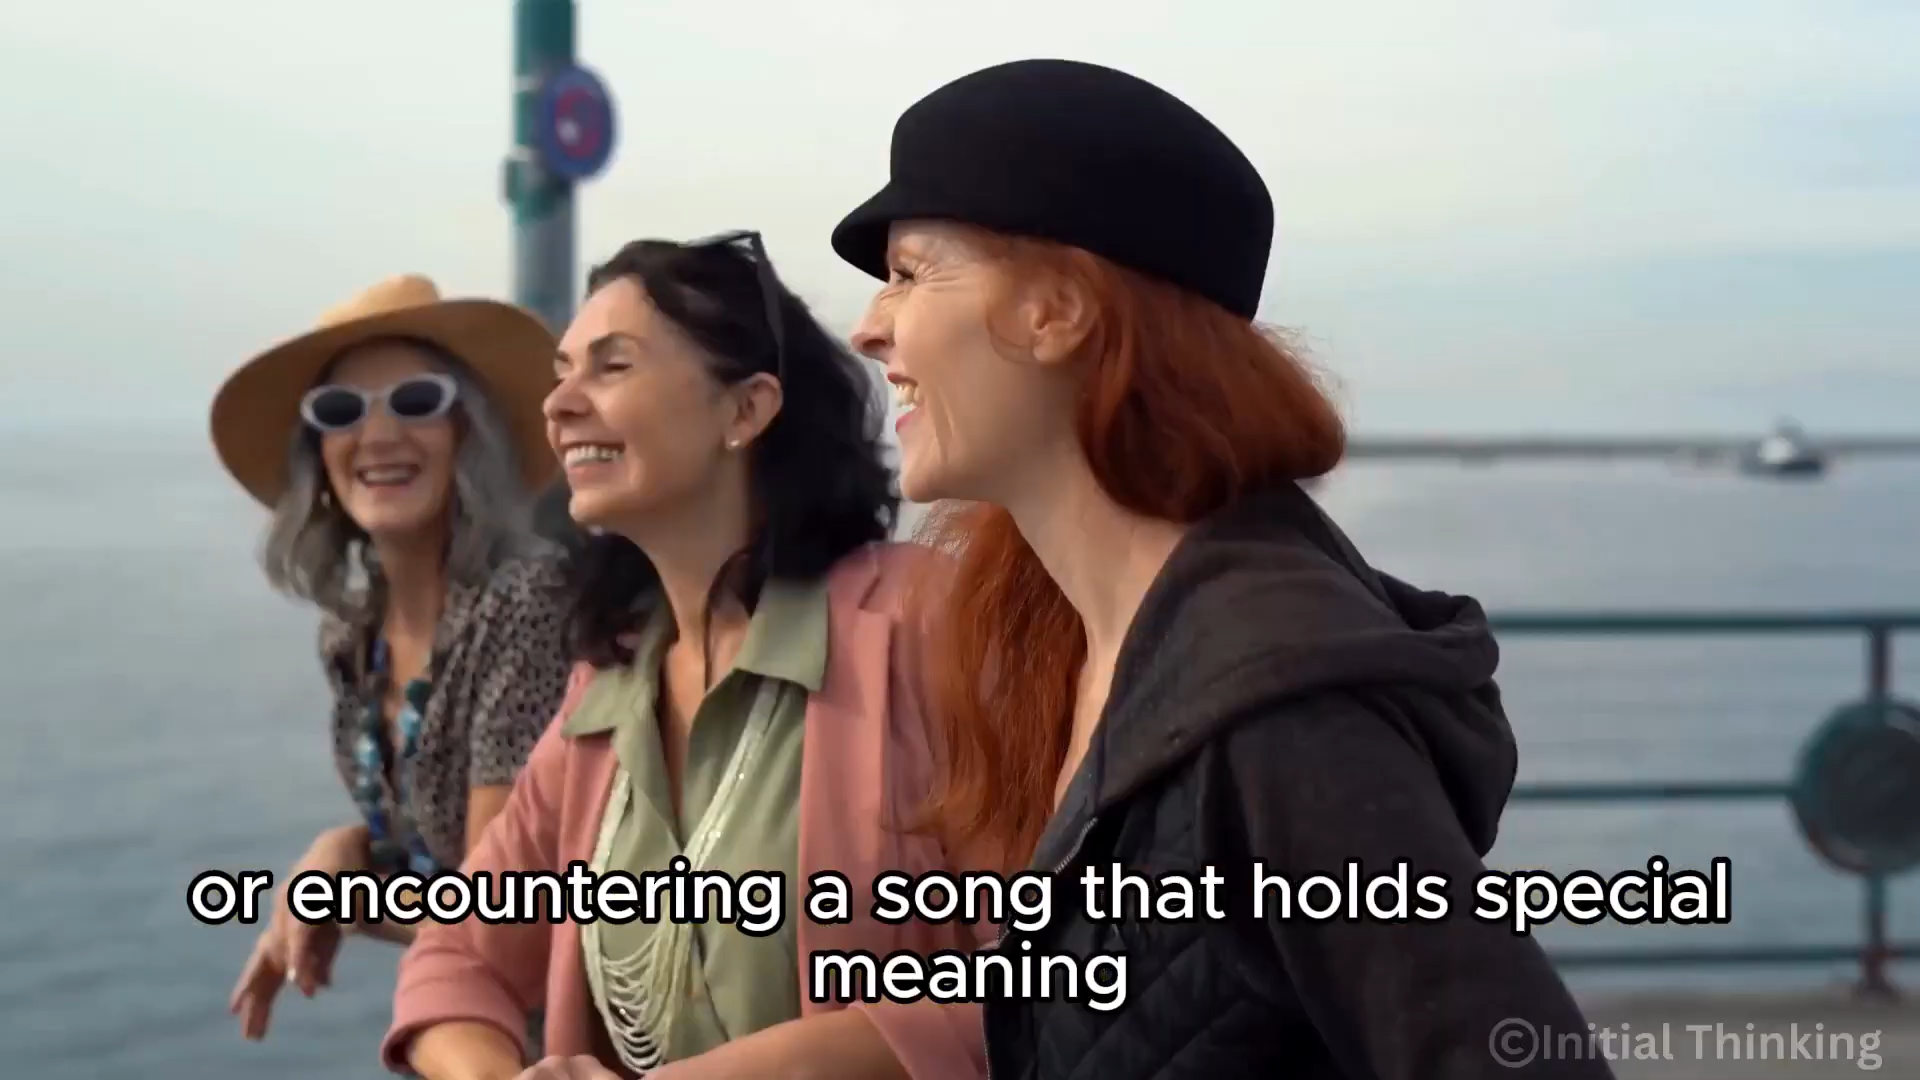 or encountering a song that holds special
meaning
©Initial Thinking